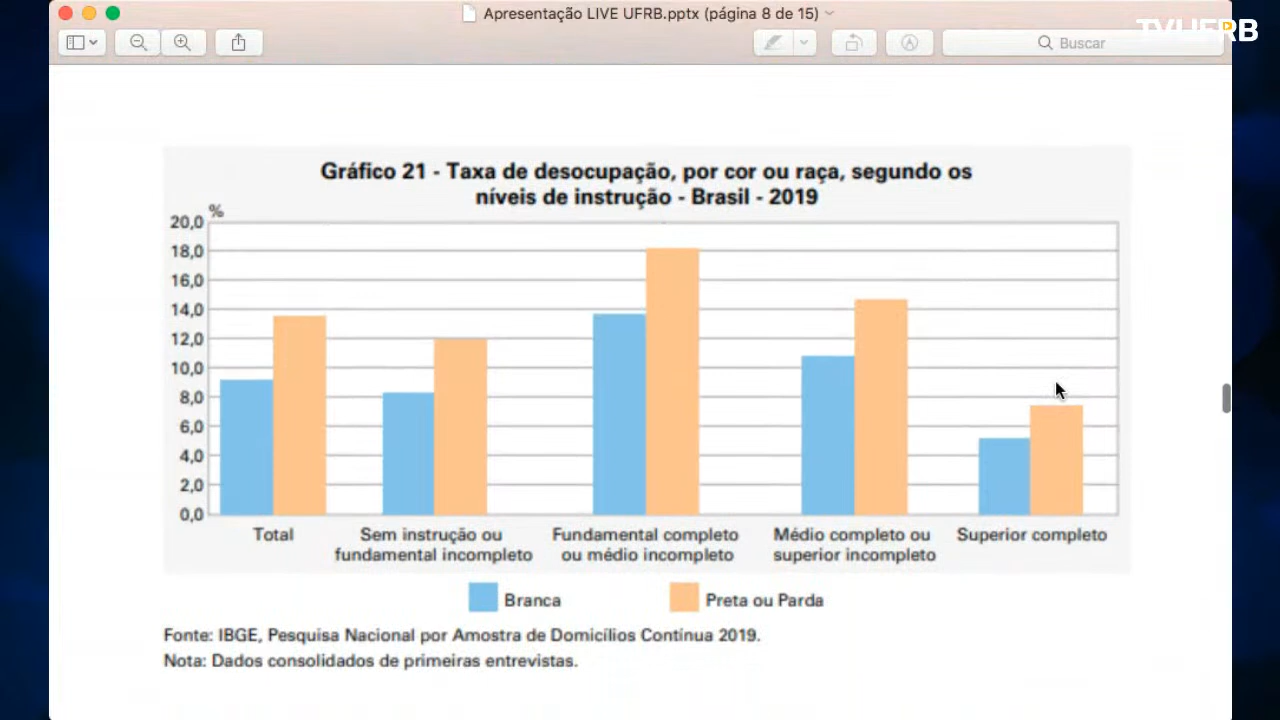 Apresentação LIVE UFRB.pptx (página 8 de 15)
TVUFRB
Buscar
Gráfico 21 - Taxa de desocupação, por cor ou raça, segundo os
níveis de instrução - Brasil - 2019
%
20,0
18,0
16,0
14,0
12,0
10,0
8,0
6,0
4,0
2,0
0,0
Total
Sem instrução ou
fundamental incompleto
Fundamental completo
ou médio incompleto
Médio completo ou
superior incompleto
Superior completo
Branca
Preta ou Parda
Fonte: IBGE, Pesquisa Nacional por Amostra de Domicílios Contínua 2019.
Nota: Dados consolidados de primeiras entrevistas.